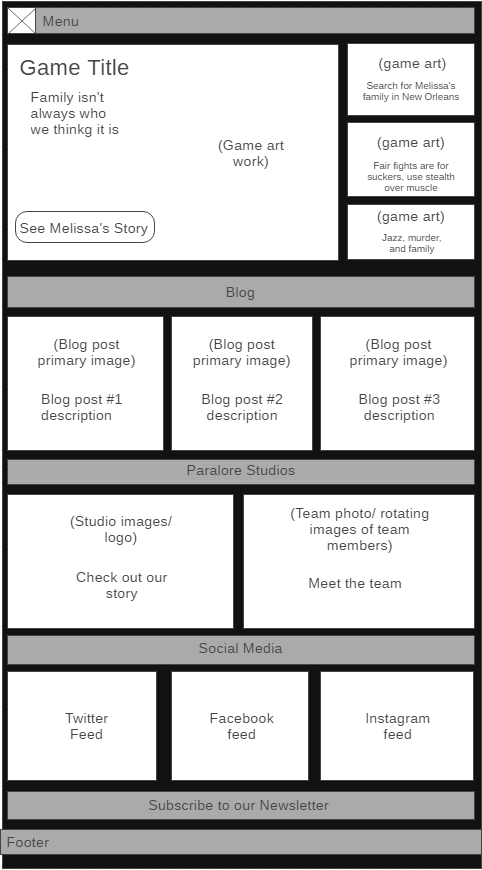 Menu
Game Title
Family isn't
always who
we thinkg it is
(Game art
work)
See Melissa's Story
(game art)
Search for Melissa's
family in New Orleans
(game art)
Fair fights are for
suckers, use stealth
over muscle
(game art)
Jazz, murder,
and family
Blog
(Blog post
primary image)
Blog post #1
description
(Blog post
primary image)
Blog post #2
description
(Blog post
primary image)
Blog post #3
description
Paralore Studios
(Studio images/
logo)
Check out our
story
(Team photo/ rotating
images of team
members)
Meet the team
Social Media
Twitter
Feed
Facebook
feed
Instagram
feed
Subscribe to our Newsletter
Footer